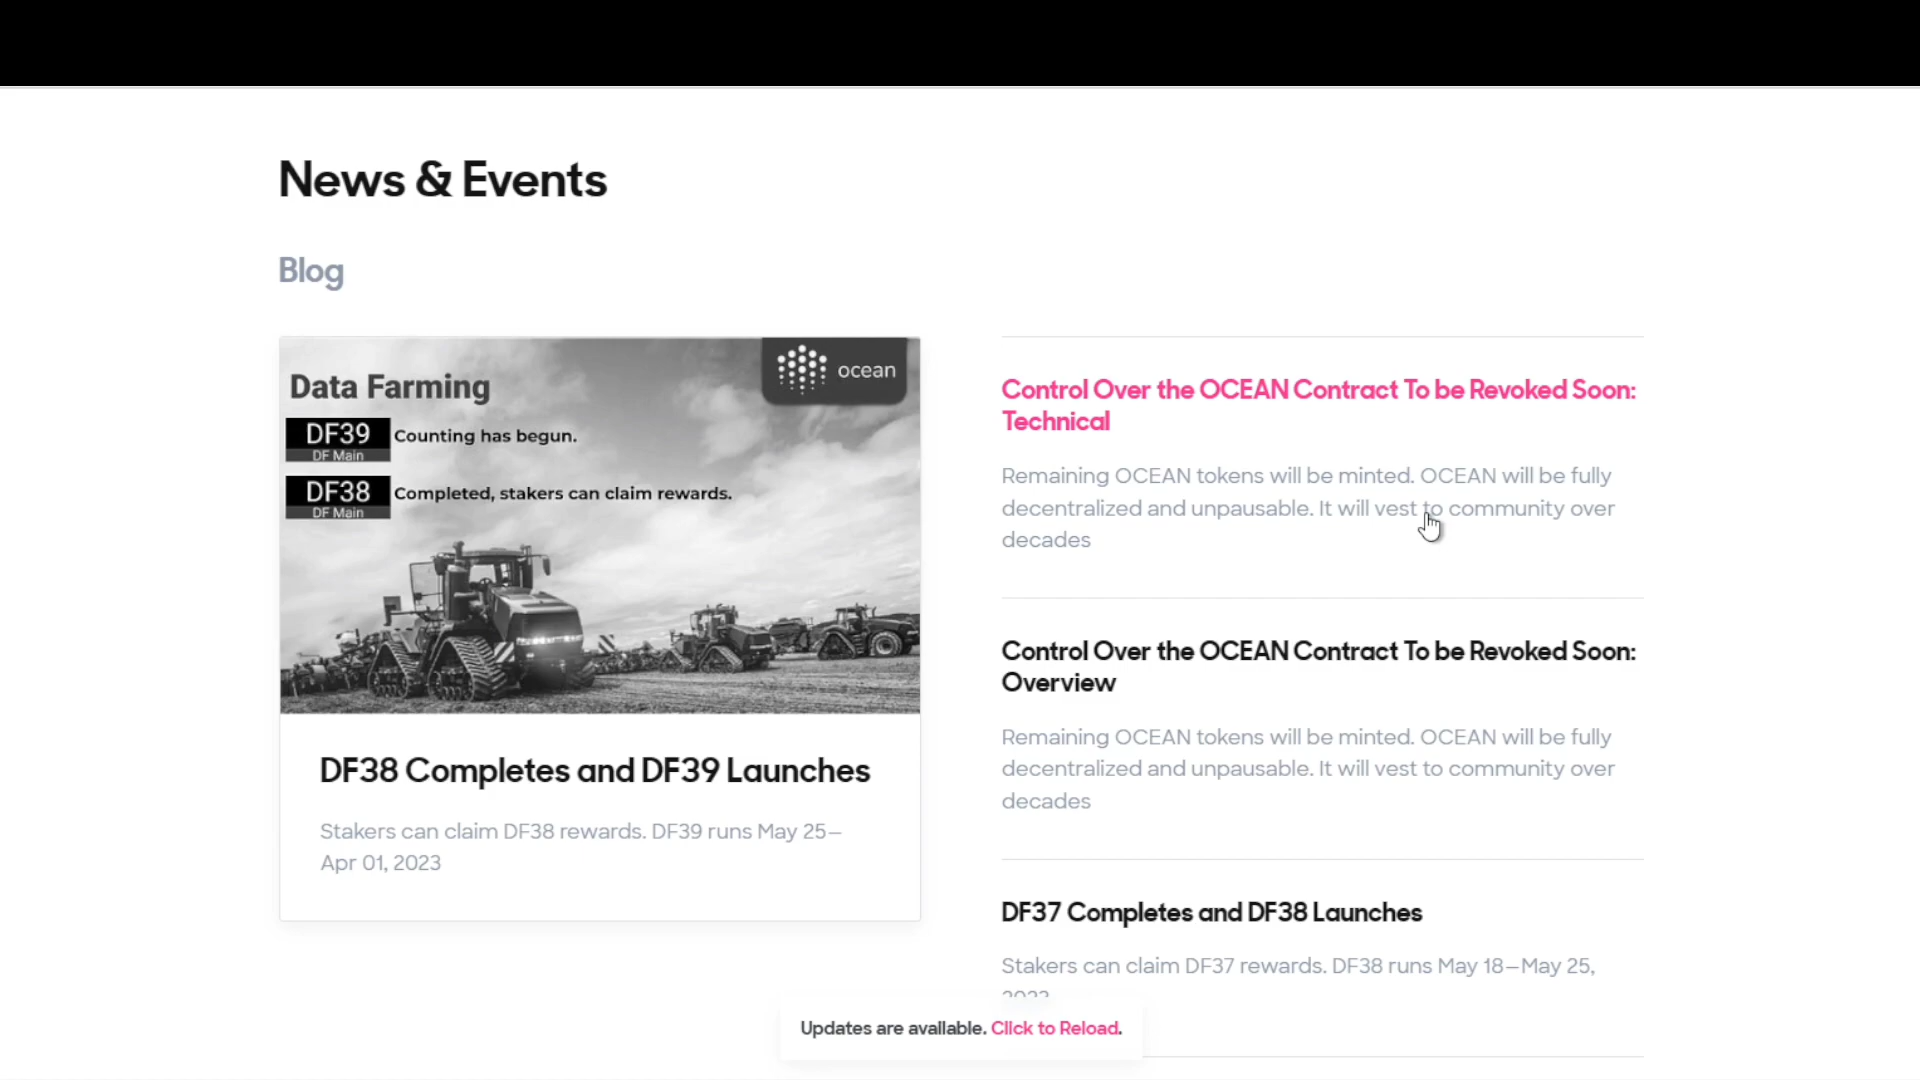 News & Events
Blog
ocean
Data Farming
DF39
DF Main
Counting has begun.
DF38
DF Main
Completed, stakers can claim rewards.
DF38 Completes and DF39 Launches
Stakers can claim DF38 rewards. DF39 runs May 25—
Apr 01, 2023
Control Over the OCEAN Contract To be Revoked Soon:
Technical
Remaining OCEAN tokens will be minted. OCEAN will be fully
decentralized and unpausable. It will vest to community over
decades
Control Over the OCEAN Contract To be Revoked Soon:
Overview
Remaining OCEAN tokens will be minted. OCEAN will be fully
decentralized and unpausable. It will vest to community over
decades
DF37 Completes and DF38 Launches
Stakers can claim DF37 rewards. DF38 runs May 18—May 25,
2023
Updates are available. Click to Reload.